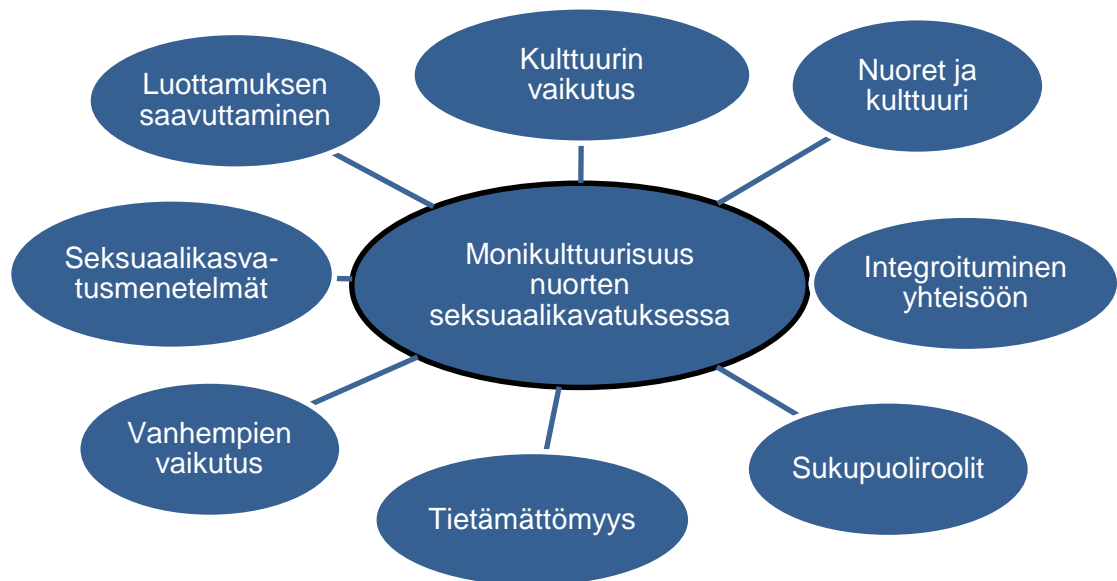 Luottamuksen
saavuttaminen
Kulttuurin
vaikutus
Nuoret ja
kulttuuri
Seksuaalikasva-
tusmenetelmät
Monikulttuurisuus
nuorten
seksuaalikavatuksessa
Integroituminen
yhteisöön
Vanhempien
vaikutus
Tietämättömyys
Sukupuoliroolit